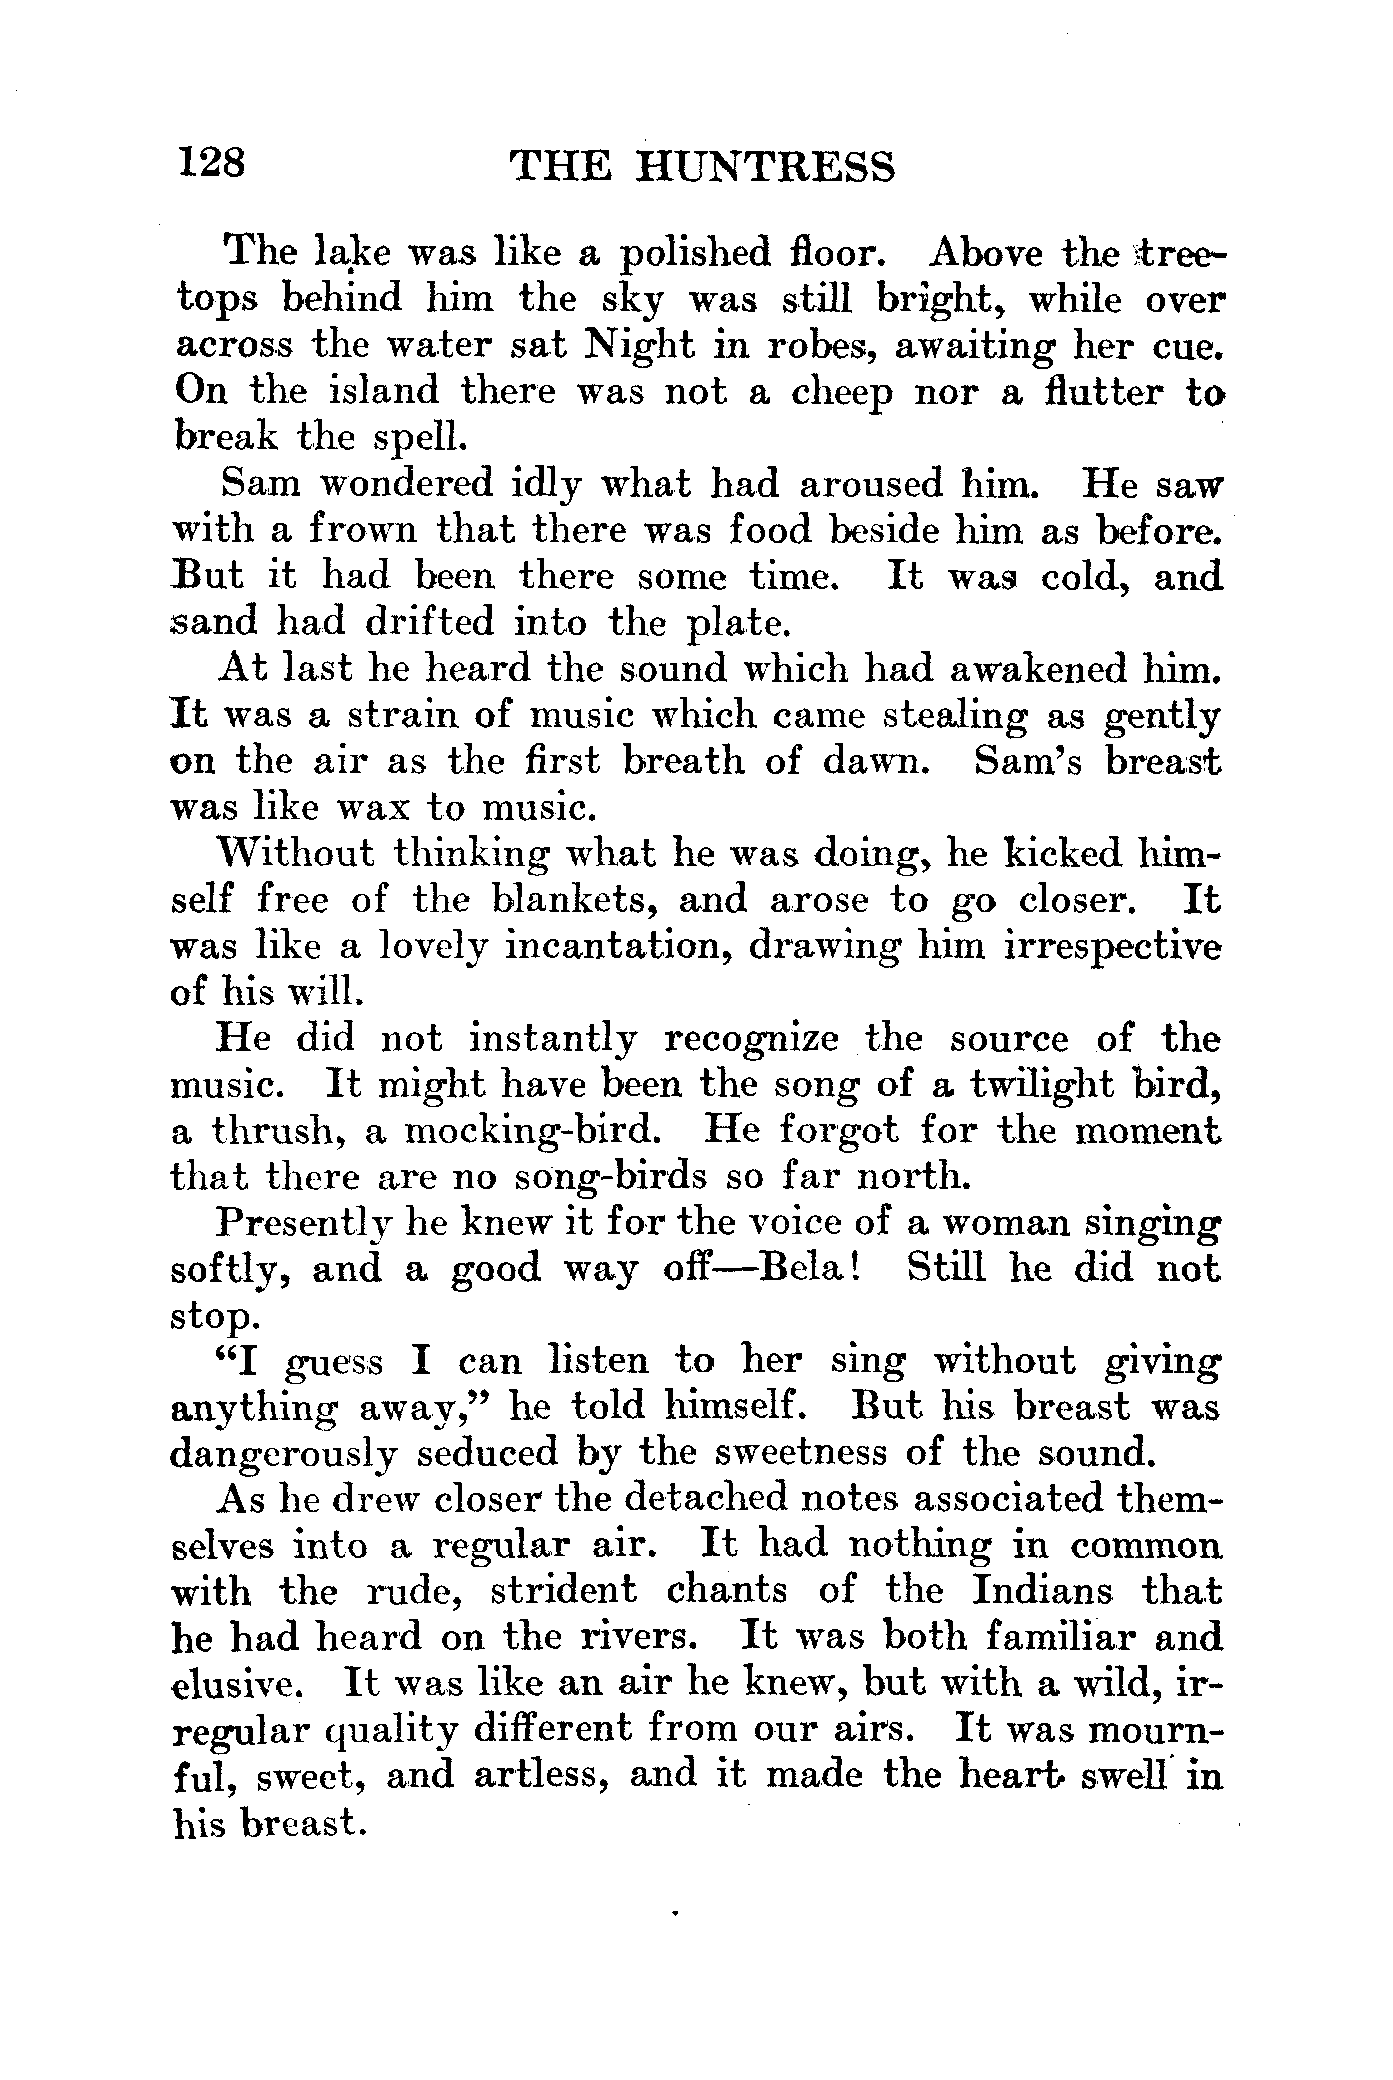 128 THE HUNTRESS
The lake was like a polished floor. Above the tree-
tops behind him the sky was still bright, while over
across the water sat Night in robes, awaiting her cue.
On the island there was not a cheep nor a flutter to
break the spell.
Sam wondered idly what had aroused him. He saw
with a frown that there was food beside him as before.
But it had been there some time. It was cold, and
sand had drifted into the plate.
At last he heard the sound which had awakened him.
It was a strain of music which came stealing as gently
on the air as the first breath of dawn. Sam's breast
was like wax to music.
Without thinking what he was doing, he kicked him-
self free of the blankets, and arose to go closer. It
was like a lovely incantation, drawing him irrespective
of his will.
He did not instantly recognize the source of the
music. It might have been the song of a twilight bird,
a thrush, a mocking-bird. He forgot for the moment
that there are no song-birds so far north.
Presently he knew it for the voice of a woman singing
softly, and a good way off—Bela! Still he did not
stop.
"I guess I can listen to her sing without giving
anything away," he told himself. But his breast was
dangerously seduced by the sweetness of the sound.
As he drew closer the detached notes associated them-
selves into a regular air. It had nothing in common
with the rude, strident chants of the Indians that
he had heard on the rivers. It was both familiar and
elusive. It was like an air he knew, but with a wild, ir-
regular quality different from our airs. It was mourn-
ful, sweet, and artless, and it made the heart swell in
his breast.